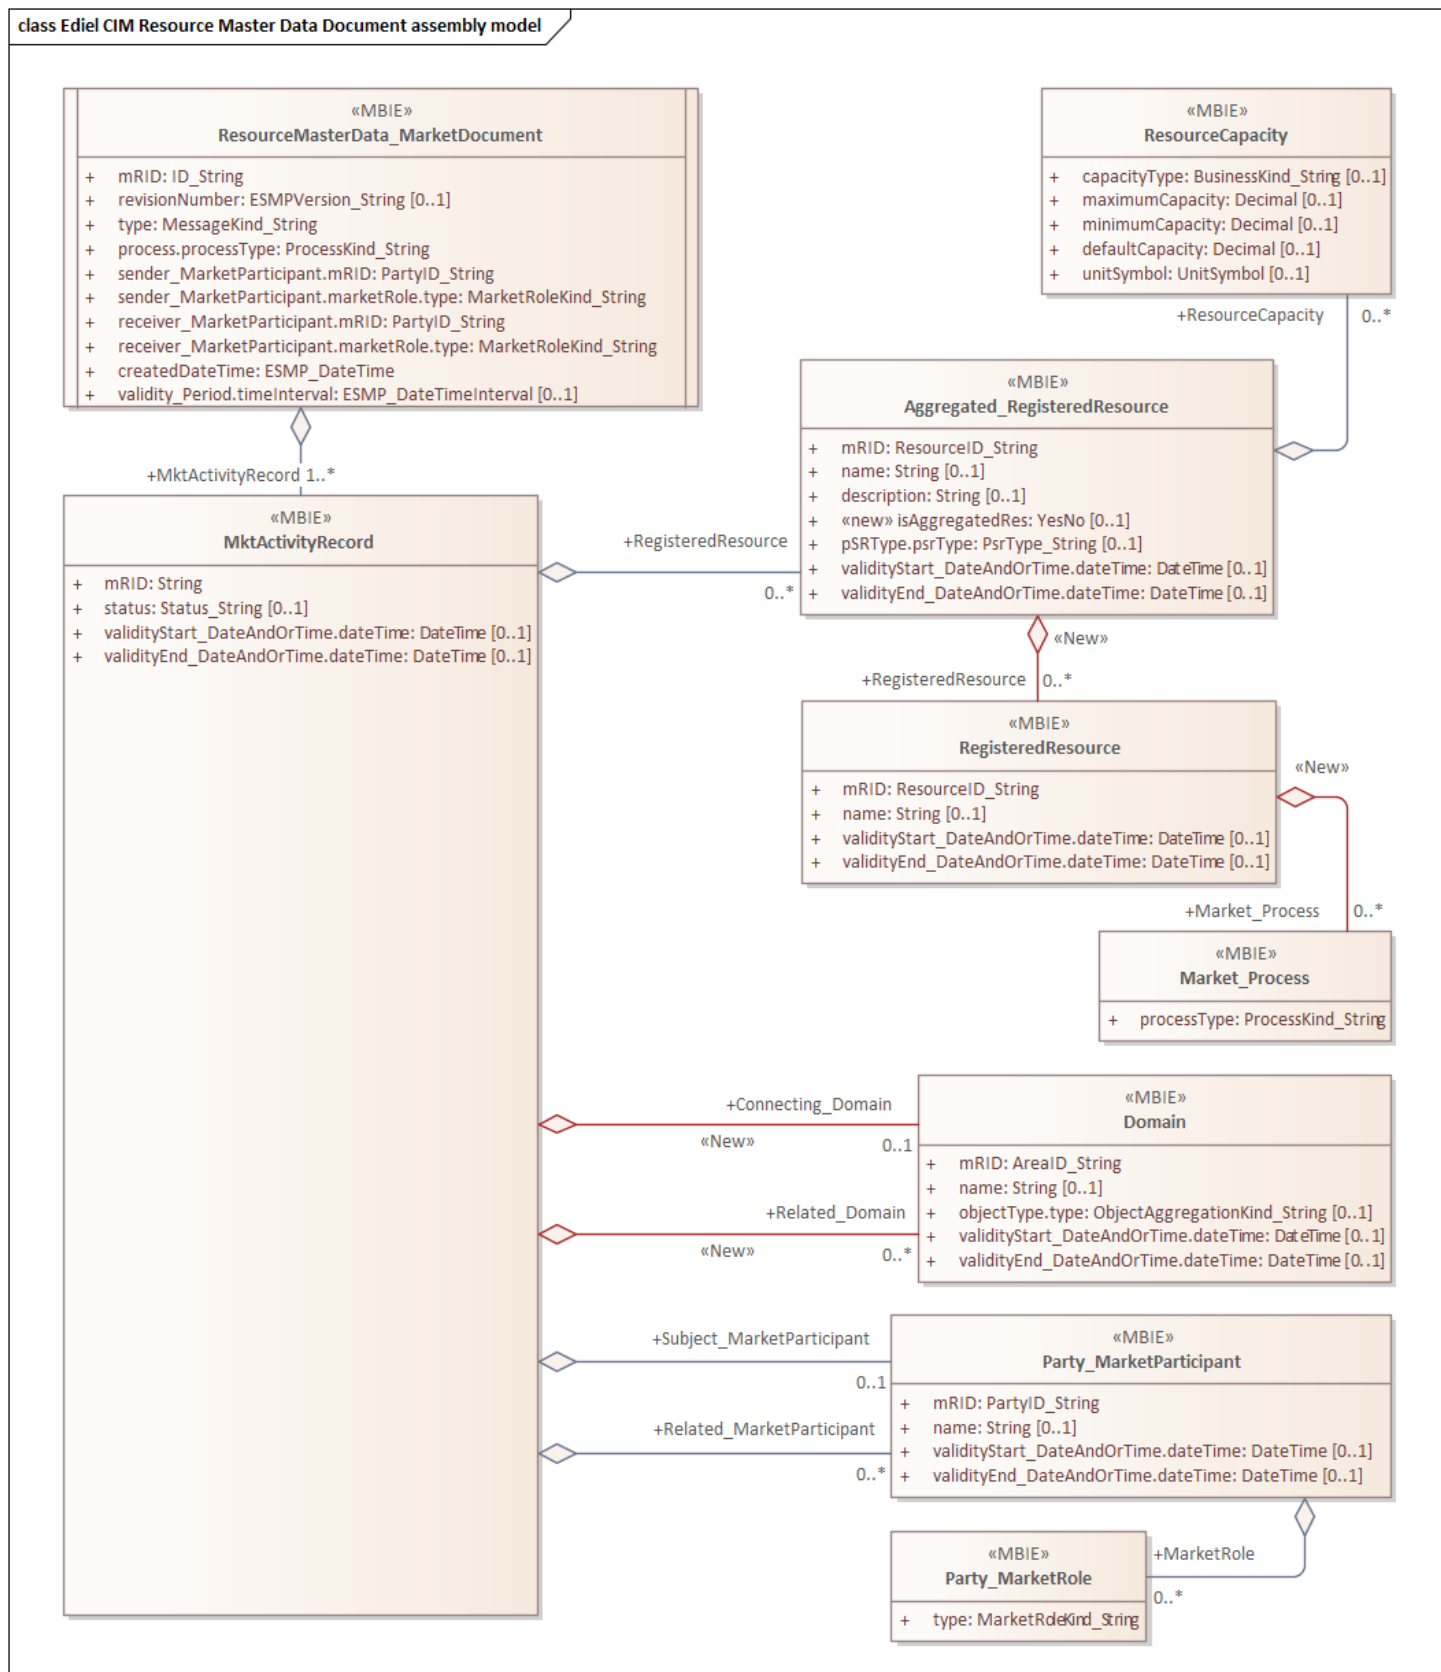 class Ediel CIM Resource Master Data Document assembly model
«MBIE»
ResourceMasterData_MarketDocument
+ mRID: ID_String
+ revisionNumber: ESMPVersion_String [0..1]
+ type: MessageKind_String
+ process.processType: ProcessKind_String
+ sender_MarketParticipant.mRID: PartyID_String
+ sender_MarketParticipant.marketRole.type: MarketRoleKind_String
+ receiver_MarketParticipant.mRID: PartyID_String
+ receiver_MarketParticipant.marketRole.type: MarketRoleKind_String
+ createdDateTime: ESMP_DateTime
+ validity_Period.timeInterval: ESMP_DateTimeInterval [0..1]
«MBIE»
ResourceCapacity
+ capacityType: BusinessKind_String [0..1]
+ maximumCapacity: Decimal [0..1]
+ minimumCapacity: Decimal [0..1]
+ defaultCapacity: Decimal [0..1]
+ unitSymbol: UnitSymbol [0..1]
+ResourceCapacity 0..*
«MBIE»
Aggregated_RegisteredResource
+ mRID: ResourceID_String
+ name: String [0..1]
+ description: String [0..1]
+ «new» isAggregatedRes: YesNo [0..1]
+ pSRType.psrType: PsrType_String [0..1]
+ validityStart_DateAndOrTime.dateTime: DateTime [0..1]
+ validityEnd_DateAndOrTime.dateTime: DateTime [0..1]
+MktActivityRecord 1..*
«MBIE»
MktActivityRecord
+ mRID: String
+ status: Status_String [0..1]
+ validityStart_DateAndOrTime.dateTime: DateTime [0..1]
+ validityEnd_DateAndOrTime.dateTime: DateTime [0..1]
+RegisteredResource
0..*
«New»
+RegisteredResource 0..*
«MBIE»
RegisteredResource
+ mRID: ResourceID_String
+ name: String [0..1]
+ validityStart_DateAndOrTime.dateTime: DateTime [0..1]
+ validityEnd_DateAndOrTime.dateTime: DateTime [0..1]
«New»
+Market_Process 0..*
«MBIE»
Market_Process
+ processType: ProcessKind_String
+Connecting_Domain
«New» 0..1
+Related_Domain
«New» 0..*
«MBIE»
Domain
+ mRID: AreaID_String
+ name: String [0..1]
+ objectType.type: ObjectAggregationKind_String [0..1]
+ validityStart_DateAndOrTime.dateTime: DateTime [0..1]
+ validityEnd_DateAndOrTime.dateTime: DateTime [0..1]
+Subject_MarketParticipant
0..1
+Related_MarketParticipant
0..*
«MBIE»
Party_MarketParticipant
+ mRID: PartyID_String
+ name: String [0..1]
+ validityStart_DateAndOrTime.dateTime: DateTime [0..1]
+ validityEnd_DateAndOrTime.dateTime: DateTime [0..1]
+MarketRole
0..*
«MBIE»
Party_MarketRole
+ type: MarketRoleKind_String